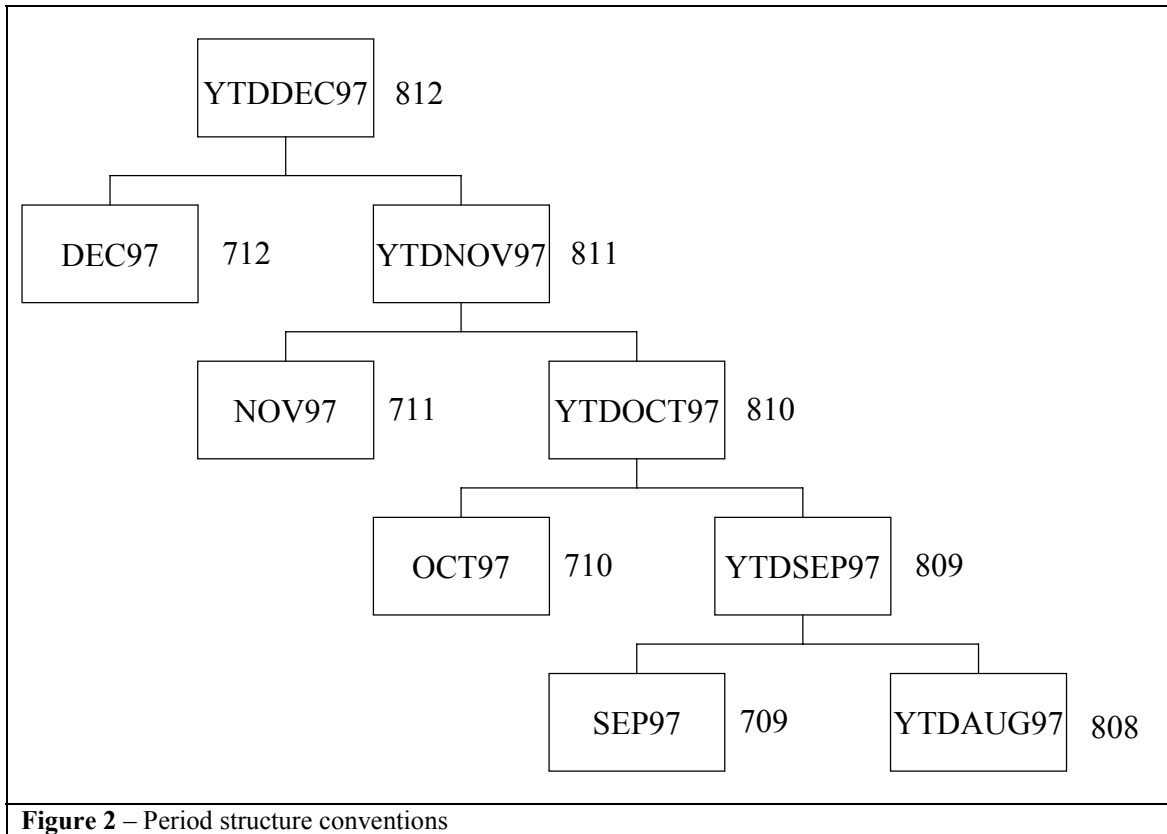 YTDDEC97 812
DEC97 712 YTDNOV97 811
NOV97 711 YTDOCT97 810
OCT97 710 YTDSEP97 809
SEP97 709 YTDAUG97 808
Figure 2 – Period structure conventions